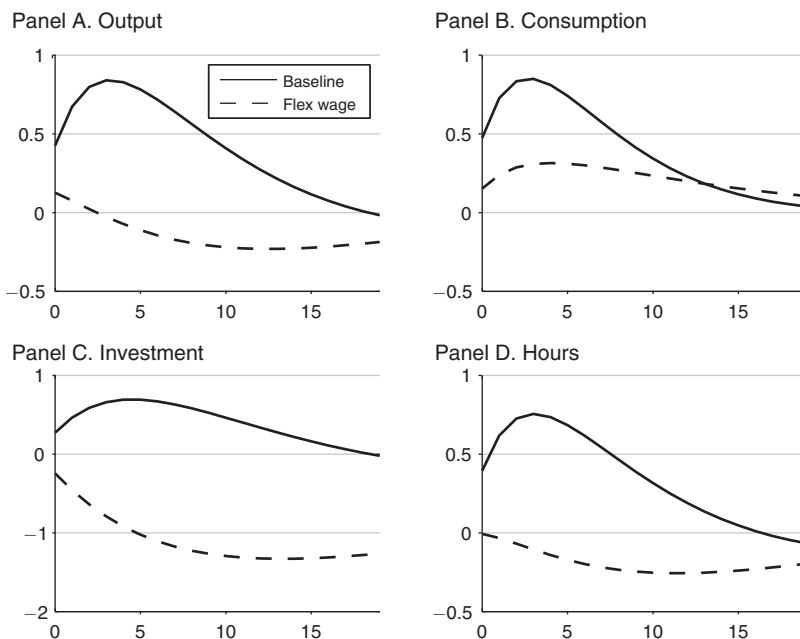 Panel A. Output
1
0.5
0
−0.5
0 5 10 15
Baseline
Flex wage
Panel B. Consumption
1
0.5
0
−0.5
0 5 10 15
Panel C. Investment
1
0
−1
−2
0 5 10 15
Panel D. Hours
1
0.5
0
−0.5
0 5 10 15